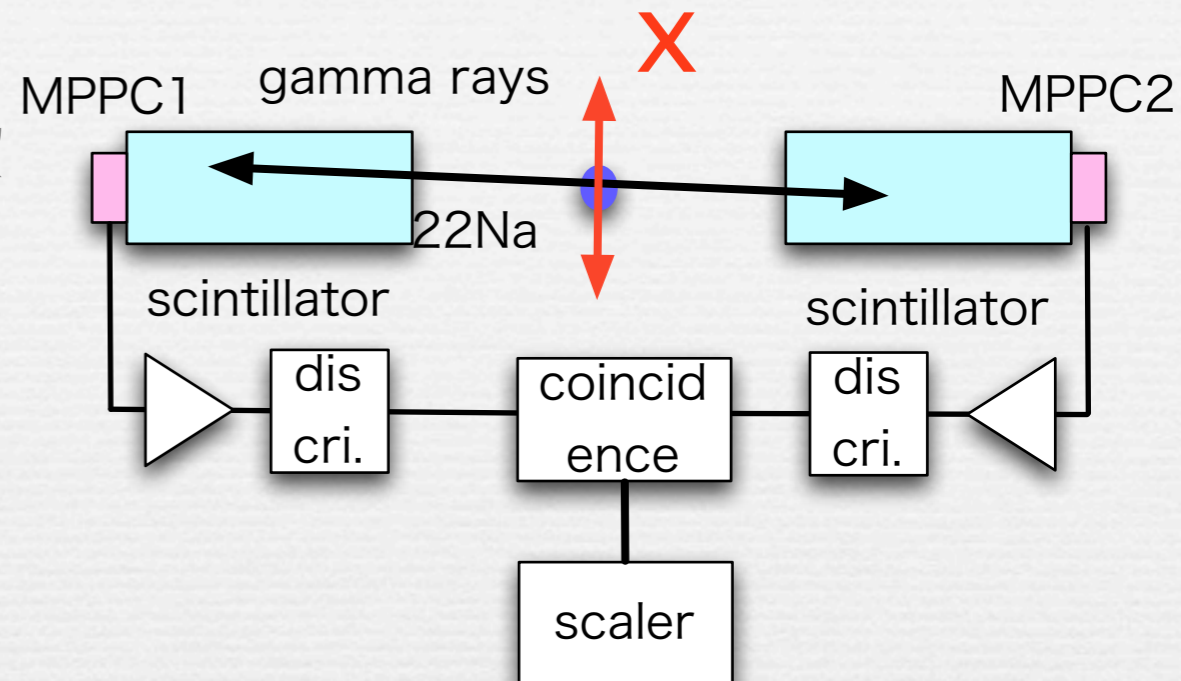 X
gamma rays
MPPC1
MPPC2
22Na
scintillator
scintillator
dis
cri.
coincid
ence
dis
cri.
scaler